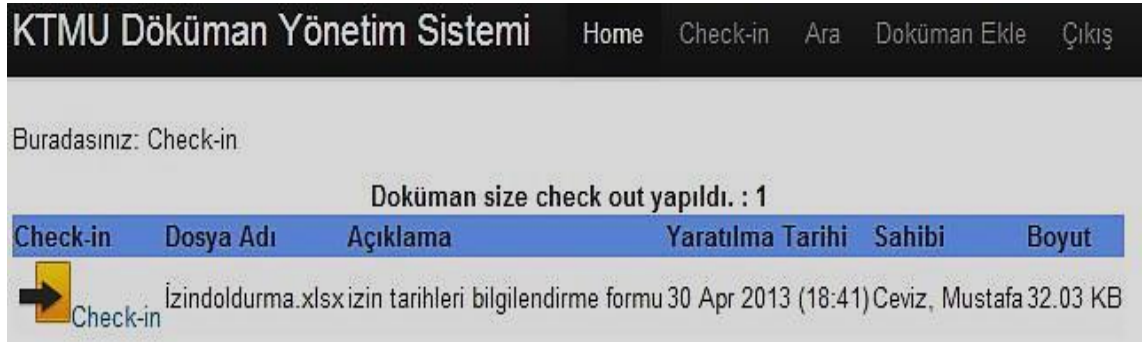 KTMU Döküman Yönetim Sistemi Home Check-in Ara Doküman Ekle Çıkış
Buradasınız: Check-in
Doküman size check out yapıldı. : 1
Check-in Dosya Adı Açıklama Yaratılma Tarihi Sahibi Boyut
Check-in İzindoldurma.xlsx izin tarihleri bilgilendirme formu 30 Apr 2013 (18:41) Ceviz, Mustafa 32.03 KB